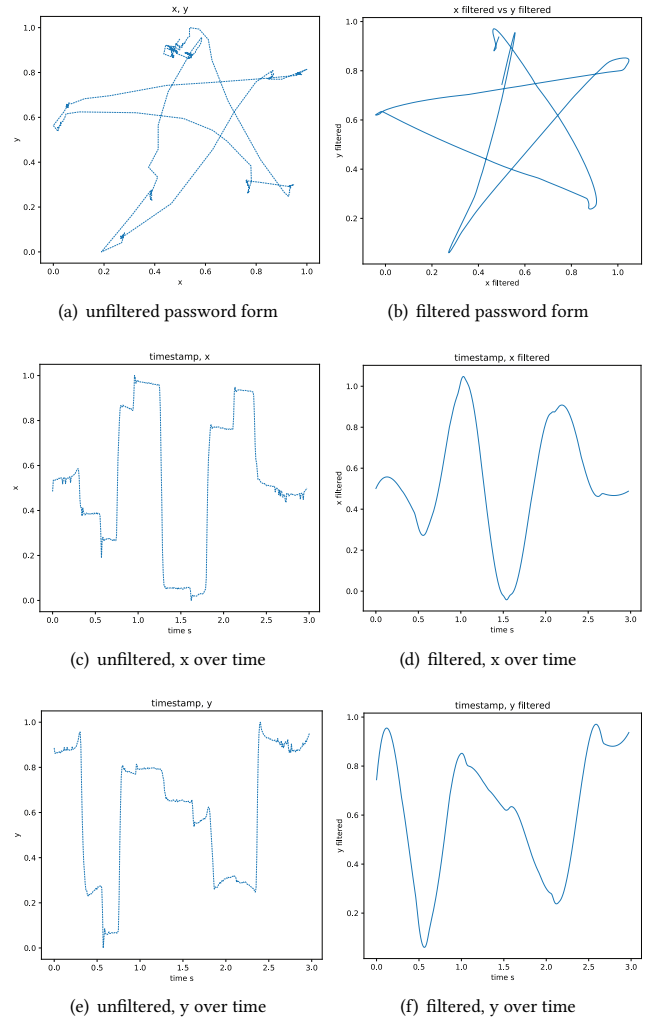 x, y
1.0
0.8
0.6
0.4
0.2
0.0
y
0.0 0.2 0.4 0.6 0.8 1.0
x
(a) unfiltered password form
x filtered vs y filtered
1.0
0.8
0.6
0.4
0.2
y filtered
0.0 0.2 0.4 0.6 0.8 1.0
x filtered
(b) filtered password form
timestamp, x
1.0
0.8
0.6
0.4
0.2
0.0
x
0.0 0.5 1.0 1.5 2.0 2.5 3.0
time s
(c) unfiltered, x over time
timestamp, x filtered
1.0
0.8
0.6
0.4
0.2
0.0
x filtered
0.0 0.5 1.0 1.5 2.0 2.5 3.0
time s
(d) filtered, x over time
timestamp, y
1.0
0.8
0.6
0.4
0.2
0.0
y
0.0 0.5 1.0 1.5 2.0 2.5 3.0
time s
(e) unfiltered, y over time
timestamp, y filtered
1.0
0.8
0.6
0.4
0.2
y filtered
0.0 0.5 1.0 1.5 2.0 2.5 3.0
time s
(f) filtered, y over time